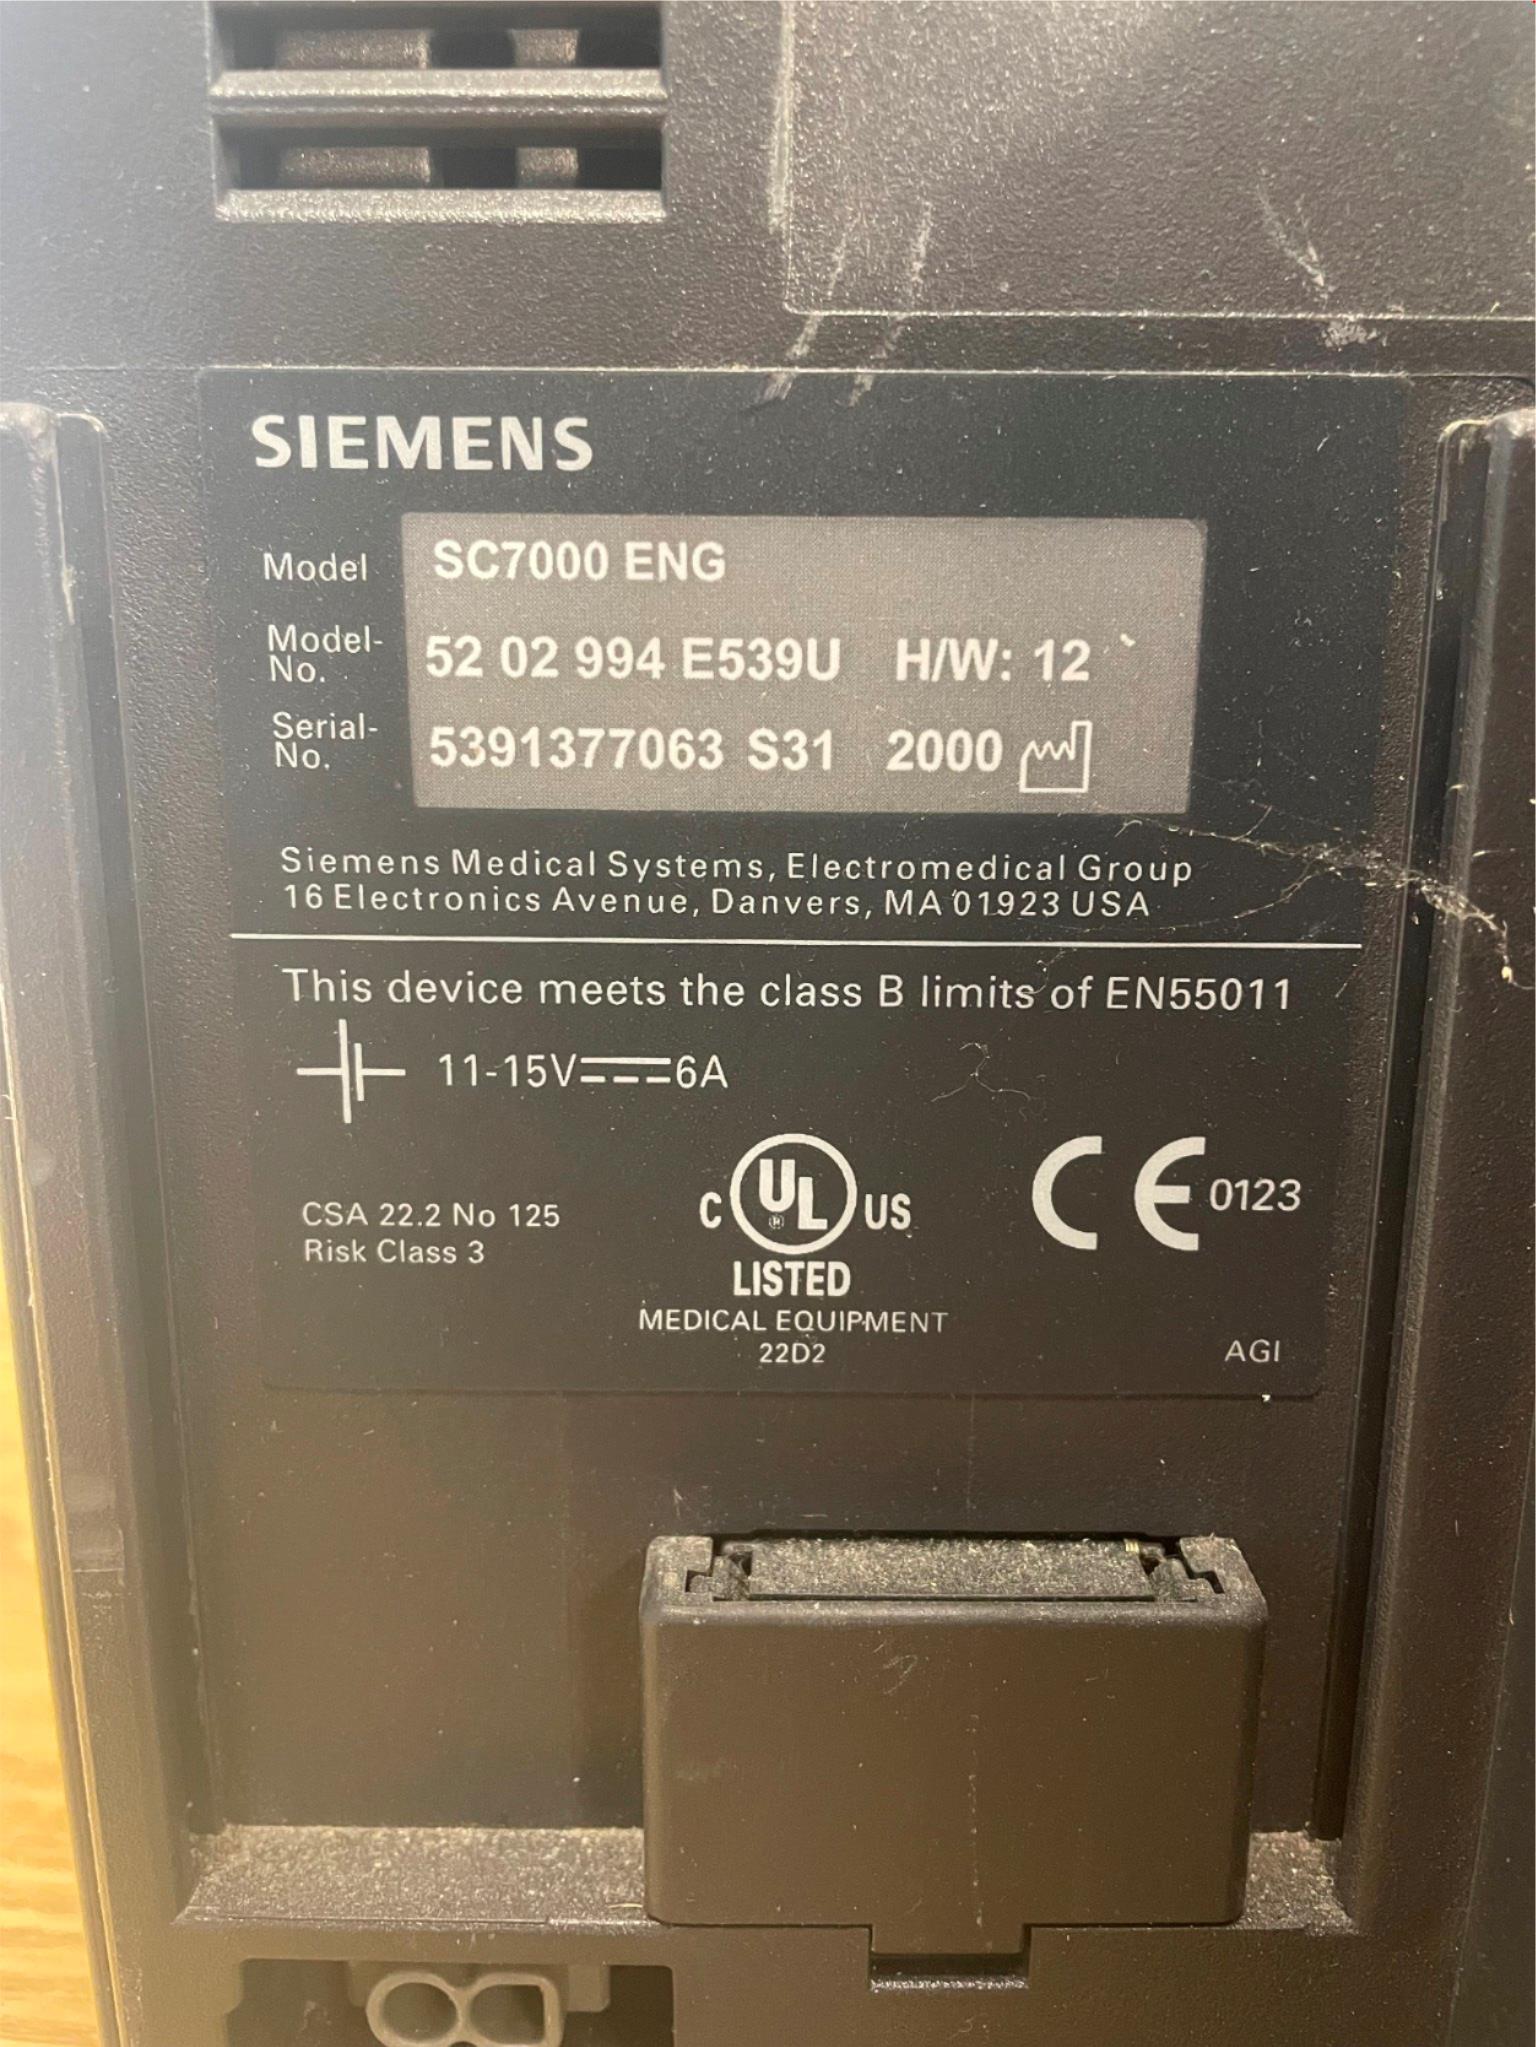 SIEMENS
Model SC7000 ENG
Model-
No. 52 02 994 E539U H/W: 12
Serial-
No. 5391377063 S31 2000
Siemens Medical Systems, Electromedical Group
16 Electronics Avenue, Danvers, MA 01923 USA
This device meets the class B limits of EN55011
11-15V 6A
CSA 22.2 No 125
Risk Class 3
C UL US
®
LISTED
MEDICAL EQUIPMENT
22D2
CE 0123
AGI